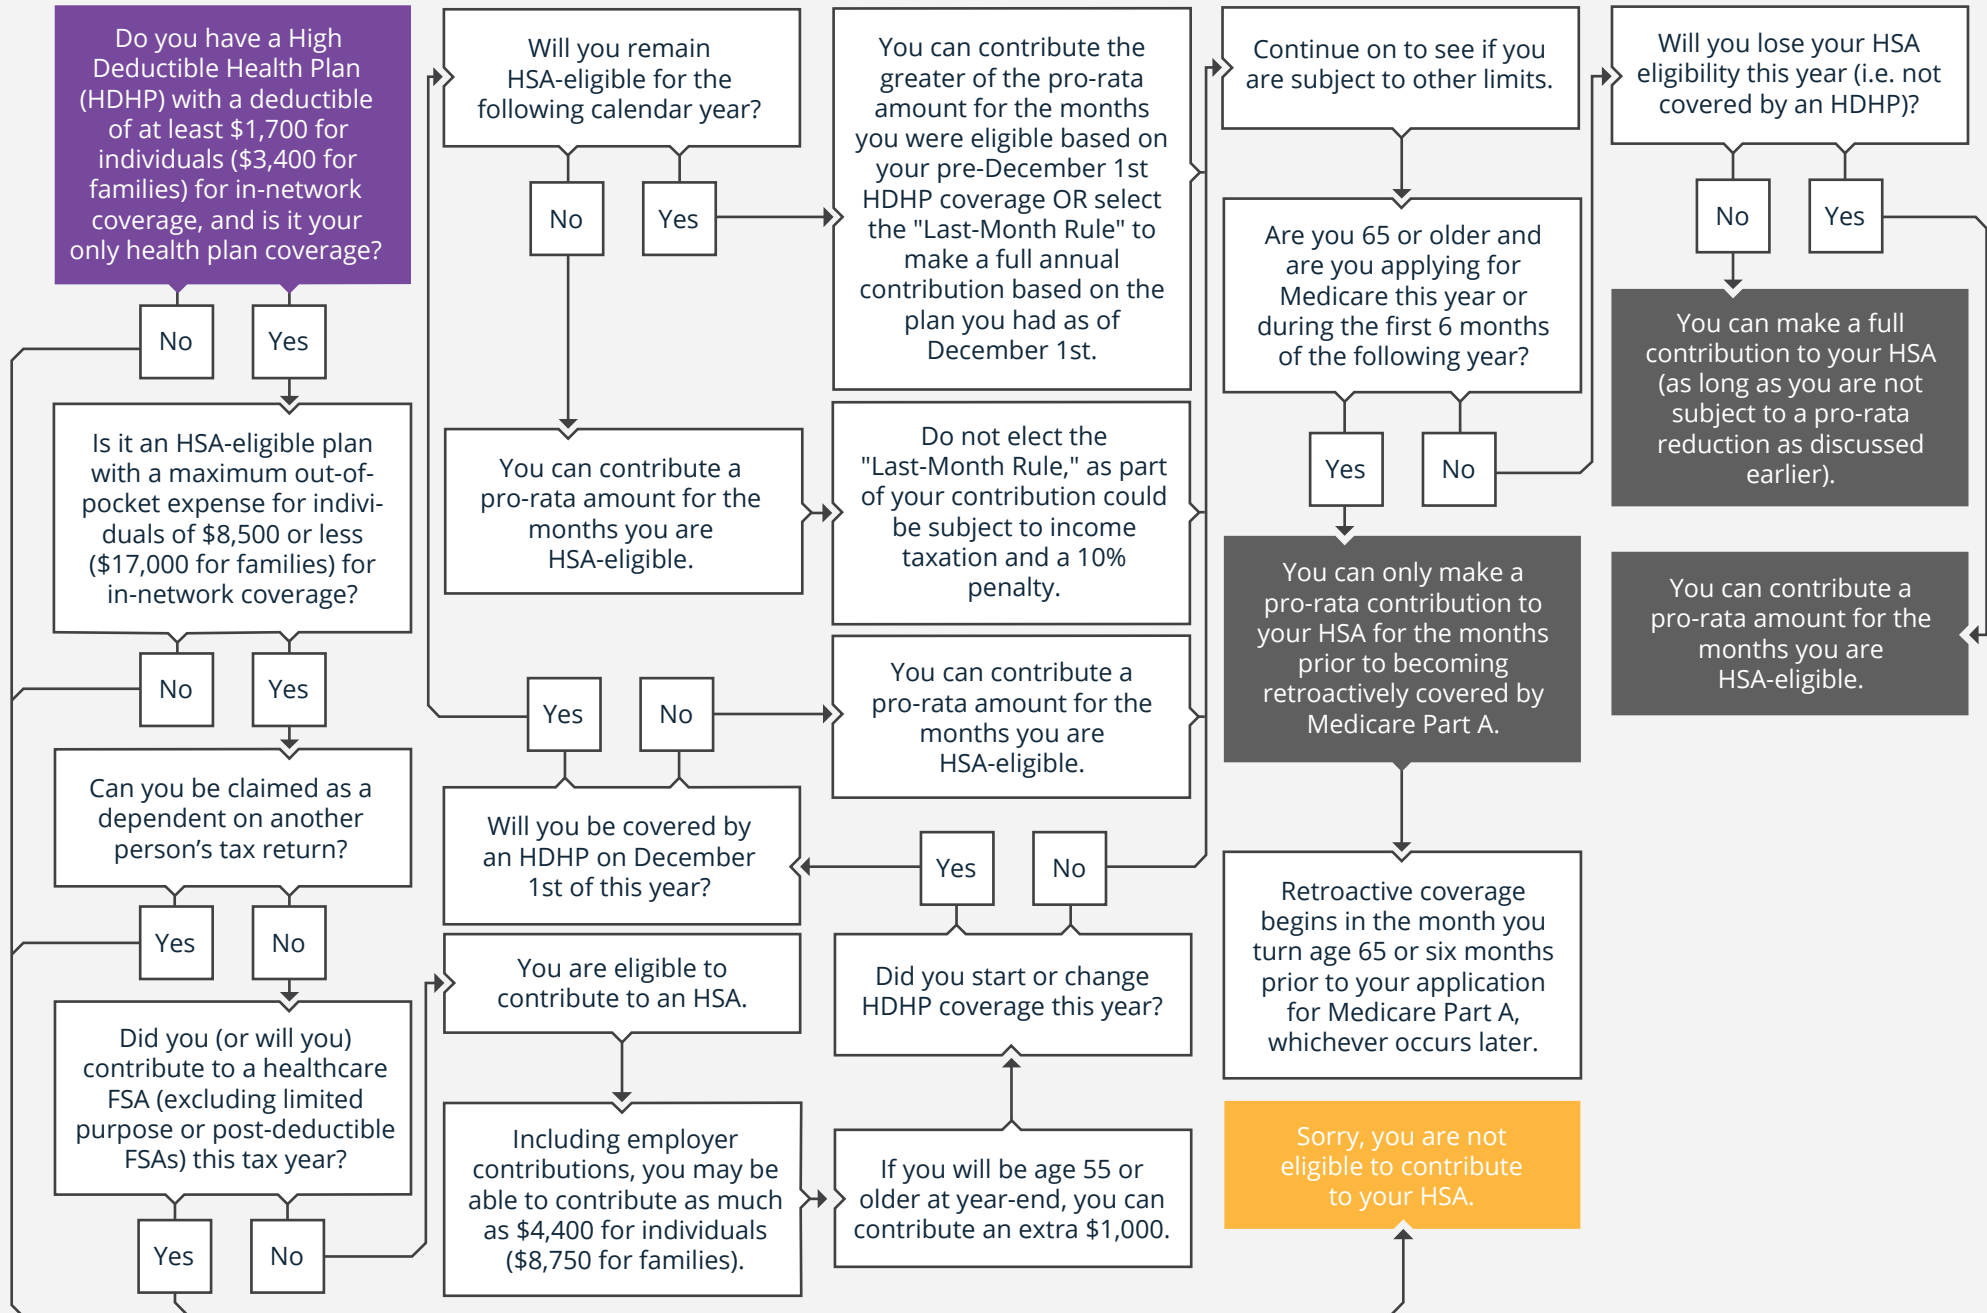 Do you have a High
Deductible Health Plan
(HDHP) with a deductible
of at least $1,700 for
individuals ($3,400 for
families) for in-network
coverage, and is it your
only health plan coverage?
No
Yes
Is it an HSA-eligible plan
with a maximum out-of-
pocket expense for indivi-
duals of $8,500 or less
($17,000 for families) for
in-network coverage?
No
Yes
Can you be claimed as a
dependent on another
person’s tax return?
Yes
No
Did you (or will you)
contribute to a healthcare
FSA (excluding limited
purpose or post-deductible
FSAs) this tax year?
Yes
No
You are eligible to
contribute to an HSA.
Including employer
contributions, you may be
able to contribute as much
as $4,400 for individuals
($8,750 for families).
If you will be age 55 or
older at year-end, you can
contribute an extra $1,000.
Did you start or change
HDHP coverage this year?
Yes
No
Will you be covered by
an HDHP on December
1st of this year?
Yes
No
You can contribute a
pro-rata amount for the
months you are
HSA-eligible.
Will you remain
HSA-eligible for the
following calendar year?
No
Yes
You can contribute a
pro-rata amount for the
months you are
HSA-eligible.
Do not elect the
"Last-Month Rule," as part
of your contribution could
be subject to income
taxation and a 10%
penalty.
You can contribute the
greater of the pro-rata
amount for the months
you were eligible based on
your pre-December 1st
HDHP coverage OR select
the "Last-Month Rule" to
make a full annual
contribution based on the
plan you had as of
December 1st.
Continue on to see if you
are subject to other limits.
Are you 65 or older and
are you applying for
Medicare this year or
during the first 6 months
of the following year?
Yes
No
You can only make a
pro-rata contribution to
your HSA for the months
prior to becoming
retroactively covered by
Medicare Part A.
Retroactive coverage
begins in the month you
turn age 65 or six months
prior to your application
for Medicare Part A,
whichever occurs later.
Sorry, you are not
eligible to contribute
to your HSA.
Will you lose your HSA
eligibility this year (i.e. not
covered by an HDHP)?
No
Yes
You can make a full
contribution to your HSA
(as long as you are not
subject to a pro-rata
reduction as discussed
earlier).
You can contribute a
pro-rata amount for the
months you are
HSA-eligible.